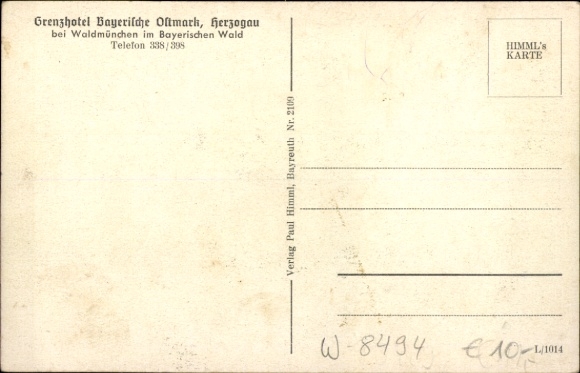 Grenzhotel Bayerische Ostmark, Herzogau
bei Waldmünchen im Bayerischen Wald
Telefon 338/398
Verlag Paul Himml, Bayreuth Nr. 2109
HIMML's
KARTE
W-8494 € 10,-
L/1014